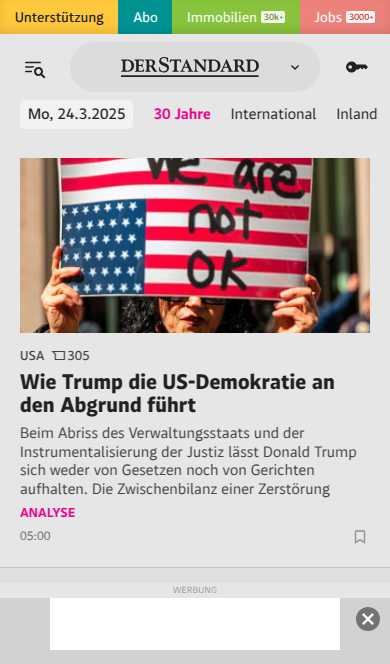 Unterstützung Abo Immobilien 30k+ Jobs 3000+
DERSTANDARD
Mo, 24.3.2025 30 Jahre International Inland
We are
not
OK
USA 305
Wie Trump die US-Demokratie an
den Abgrund führt
Beim Abriss des Verwaltungsstaats und der
Instrumentalisierung der Justiz lässt Donald Trump
sich weder von Gesetzen noch von Gerichten
aufhalten. Die Zwischenbilanz einer Zerstörung
ANALYSE
05:00
WERBUNG